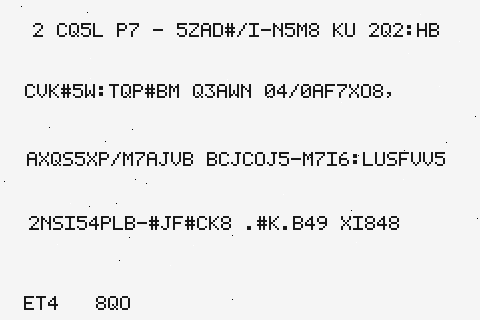 2 CQ5L P7 - 5ZAD#/I-N5M8 KU 2Q2:HB
CVK#5W:TQP#BM Q3AWN 04/0AF7XO8,
AXQS5XP/M7AJVB BCJCOJ5-M7I6:LUSFVV5
2NSI54PLB-#JF#CK8 .#K.B49 XI848
ET4   8QO